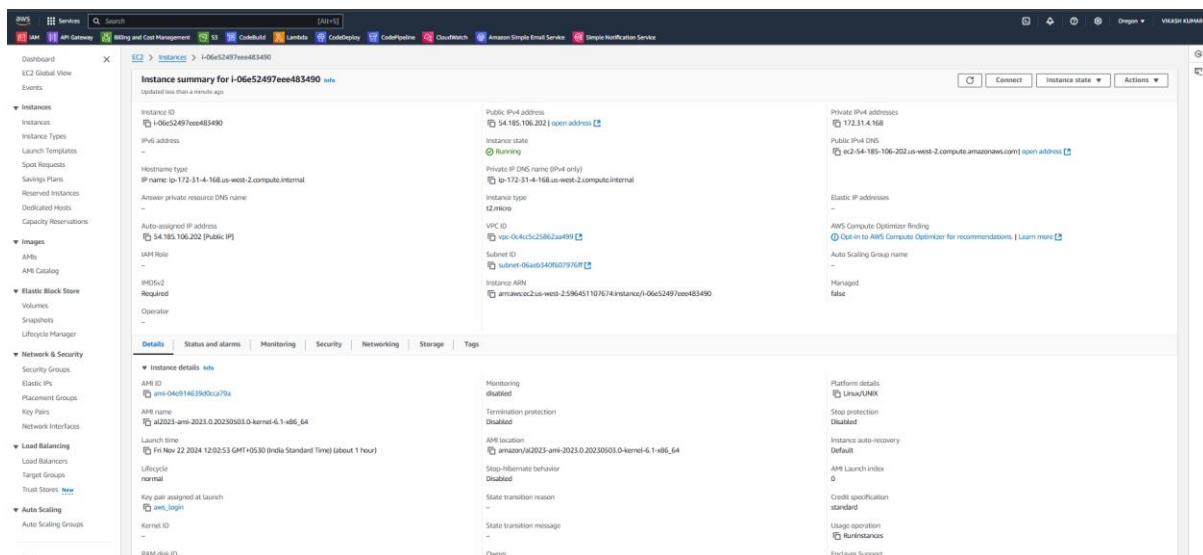 aws Services Search [Alt+S] Oregon VIKASH KUMAR
IAM API Gateway Billing and Cost Management S3 CodeBuild Lambda CodeDeploy CodePipeline CloudWatch Amazon Simple Email Service Simple Notification Service
Dashboard
EC2 Global View
Events
Instances
Instances
Instance Types
Launch Templates
Spot Requests
Savings Plans
Reserved Instances
Dedicated Hosts
Capacity Reservations
Images
AMIs
AMI Catalog
Elastic Block Store
Volumes
Snapshots
Lifecycle Manager
Network & Security
Security Groups
Elastic IPs
Placement Groups
Key Pairs
Network Interfaces
Load Balancing
Load Balancers
Target Groups
Trust Stores New
Auto Scaling
Auto Scaling Groups
EC2 > Instances > i-06e52497eee483490
Instance summary for i-06e52497eee483490 Info
Updated less than a minute ago
Connect Instance state Actions
Instance ID
i-06e52497eee483490
Public IPv4 address
54.185.106.202 | open address
Private IPv4 addresses
172.31.4.168
IPv6 address
–
Instance state
Running
Public IPv4 DNS
ec2-54-185-106-202.us-west-2.compute.amazonaws.com | open address
Hostname type
IP name: ip-172-31-4-168.us-west-2.compute.internal
Private IP DNS name (IPv4 only)
ip-172-31-4-168.us-west-2.compute.internal
Answer private resource DNS name
–
Instance type
t2.micro
Elastic IP addresses
–
Auto-assigned IP address
54.185.106.202 [Public IP]
VPC ID
vpc-0c4cc5c25862aa499
AWS Compute Optimizer finding
Opt-in to AWS Compute Optimizer for recommendations. | Learn more
IAM Role
–
Subnet ID
subnet-06aeb340f607976ff
Auto Scaling Group name
–
IMDSv2
Required
Instance ARN
arn:aws:ec2:us-west-2:596451107674:instance/i-06e52497eee483490
Managed
false
Operator
–
Details Status and alarms Monitoring Security Networking Storage Tags
Instance details Info
AMI ID
ami-04e914639d0cca79a
Monitoring
disabled
Platform details
Linux/UNIX
AMI name
al2023-ami-2023.0.20230503.0-kernel-6.1-x86_64
Termination protection
Disabled
Stop protection
Disabled
Launch time
Fri Nov 22 2024 12:02:53 GMT+0530 (India Standard Time) (about 1 hour)
AMI location
amazon/al2023-ami-2023.0.20230503.0-kernel-6.1-x86_64
Instance auto-recovery
Default
Lifecycle
normal
Stop-hibernate behavior
Disabled
AMI Launch index
0
Key pair assigned at launch
aws_login
State transition reason
–
Credit specification
standard
Kernel ID
–
State transition message
–
Usage operation
RunInstances
RAM disk ID
Owner
Enclaves Support